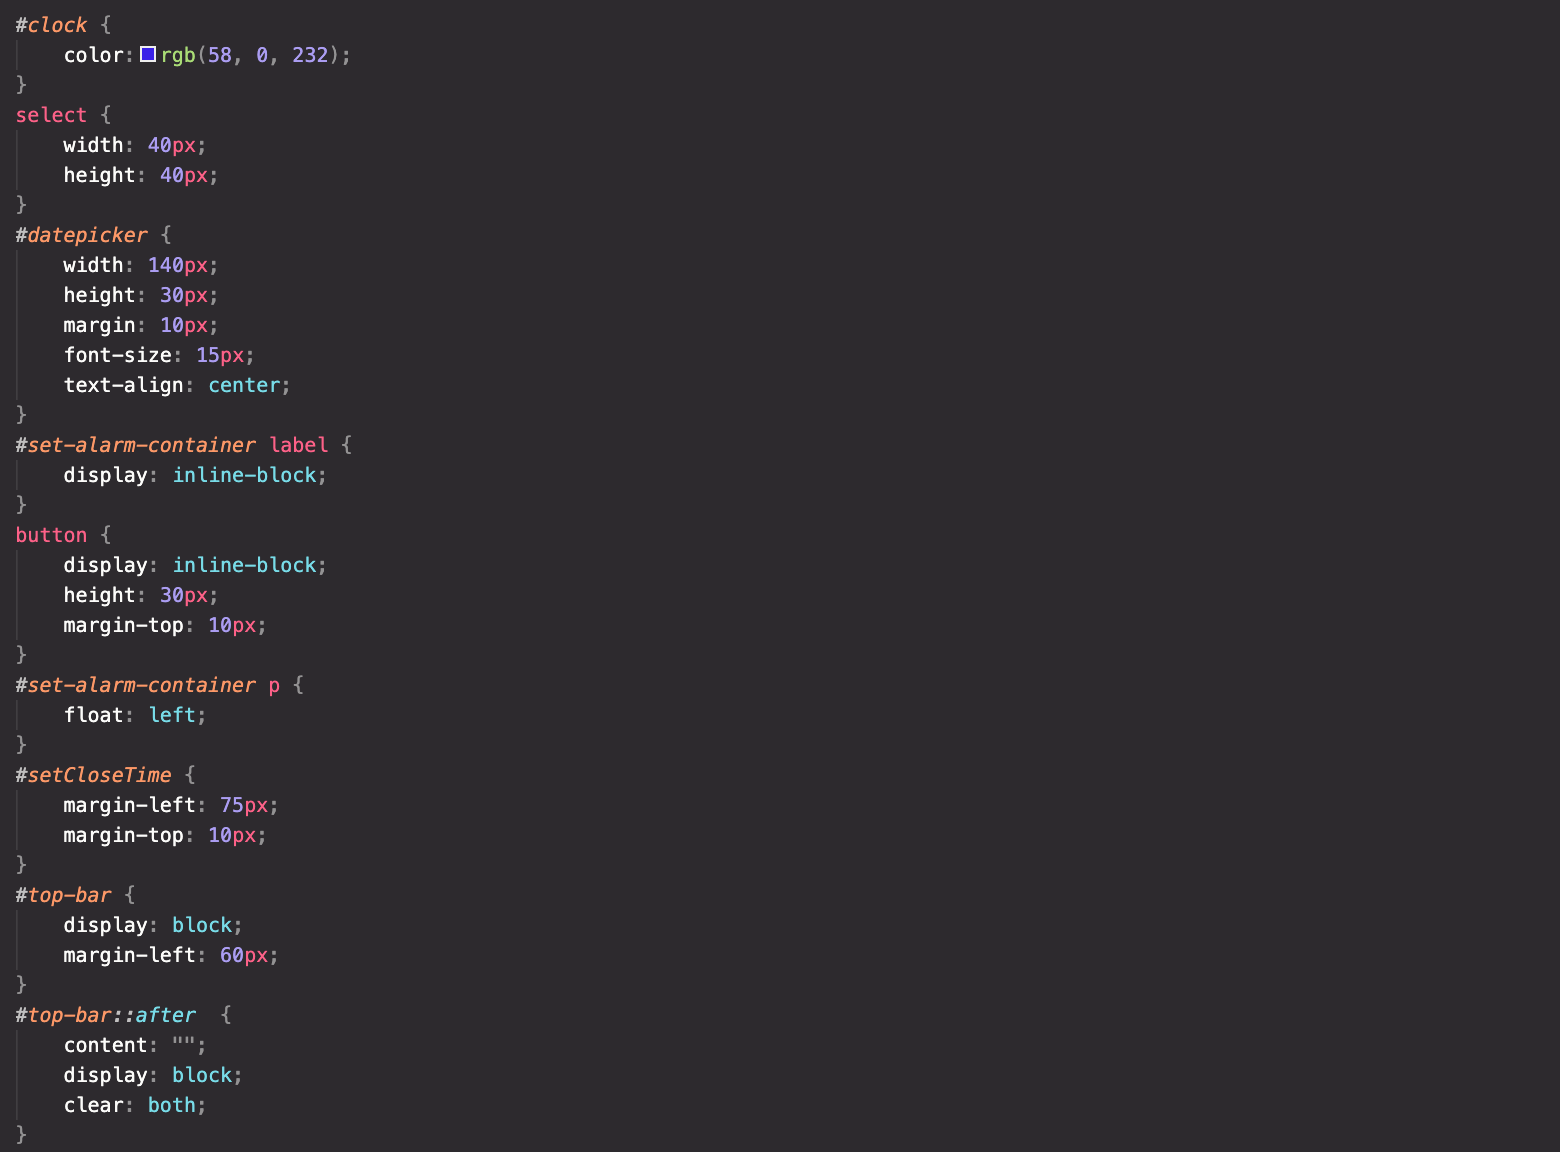 #clock {
    color: rgb(58, 0, 232);
}
select {
    width: 40px;
    height: 40px;
}
#datepicker {
    width: 140px;
    height: 30px;
    margin: 10px;
    font-size: 15px;
    text-align: center;
}
#set-alarm-container label {
    display: inline-block;
}
button {
    display: inline-block;
    height: 30px;
    margin-top: 10px;
}
#set-alarm-container p {
    float: left;
}
#setCloseTime {
    margin-left: 75px;
    margin-top: 10px;
}
#top-bar {
    display: block;
    margin-left: 60px;
}
#top-bar::after  {
    content: "";
    display: block;
    clear: both;
}